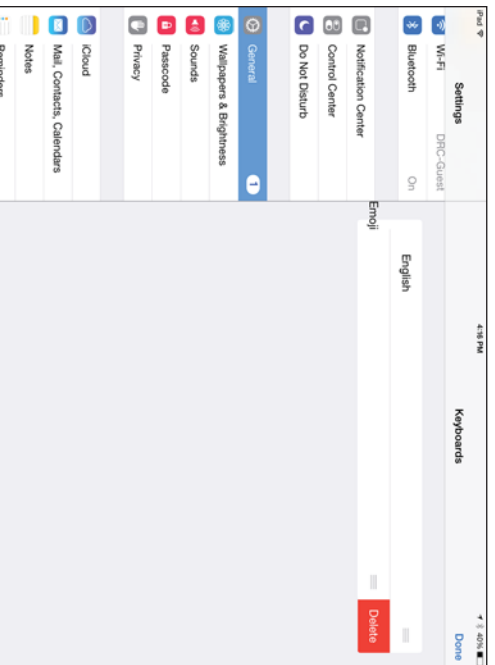 iPad
4:16 PM
40%
Settings
Keyboards
Done
Wi-Fi DRC-Guest
Bluetooth On
Notification Center
Control Center
Do Not Disturb
General 1
Wallpapers & Brightness
Sounds
Passcode
Privacy
iCloud
Mail, Contacts, Calendars
Notes
Reminders
English
Emoji
Delete